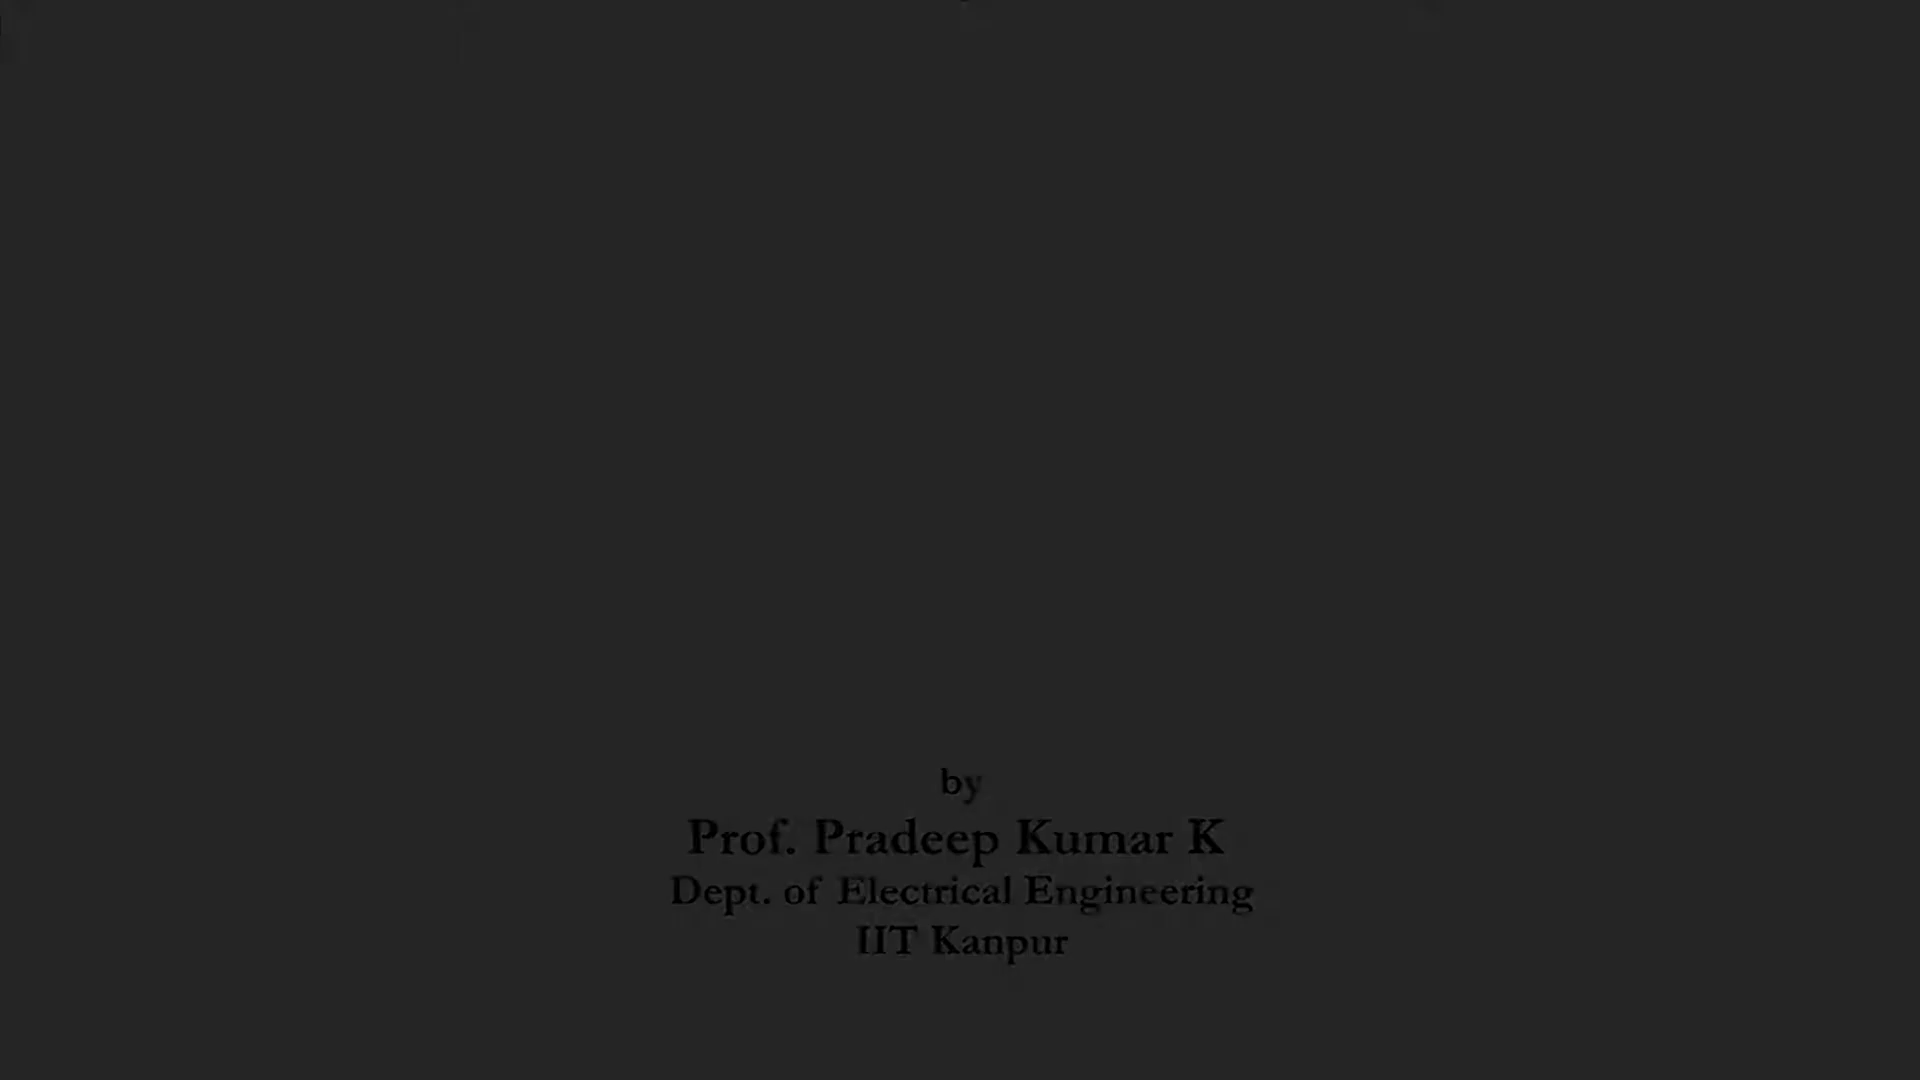 by
Prof. Pradeep Kumar K
Dept. of Electrical Engineering
IIT Kanpur